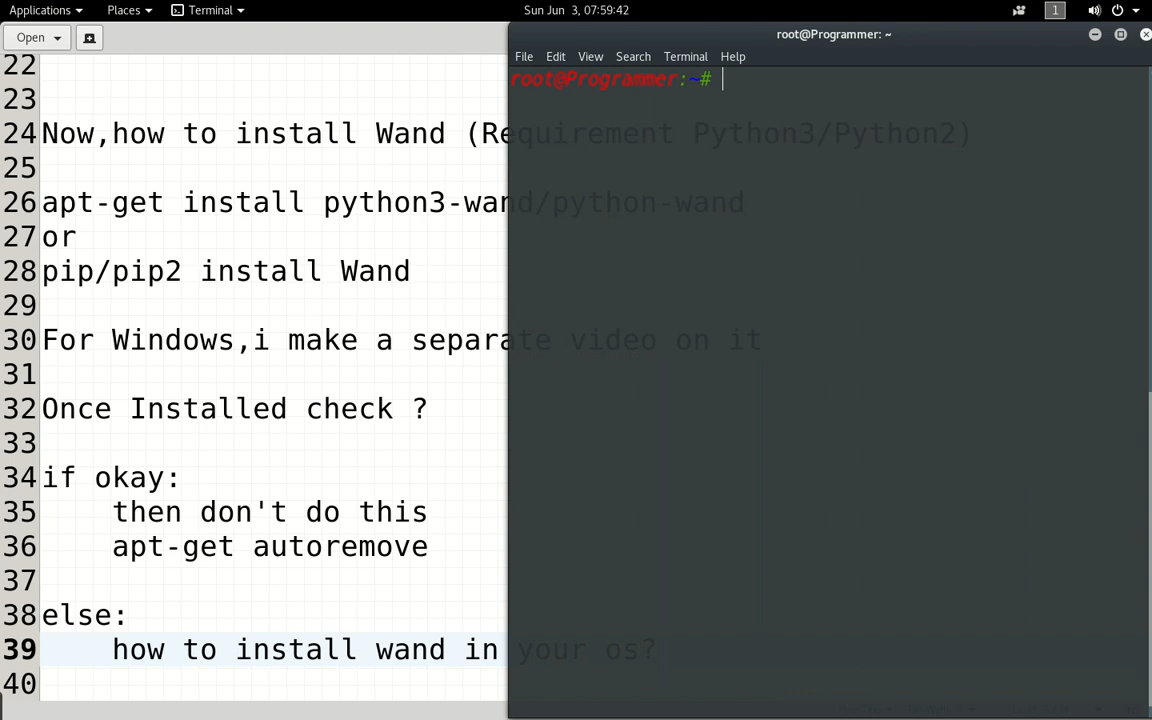 Applications Places Terminal Sun Jun 3, 07:59:42 1
Open
root@Programmer: ~
File Edit View Search Terminal Help
root@Programmer:~#
22
23
24 Now,how to install Wand (Requirement Python3/Python2)
25
26 apt-get install python3-wand/python-wand
27 or
28 pip/pip2 install Wand
29
30 For Windows,i make a separate video on it
31
32 Once Installed check ?
33
34 if okay:
35 then don't do this
36 apt-get autoremove
37
38 else:
39 how to install wand in your os?
40